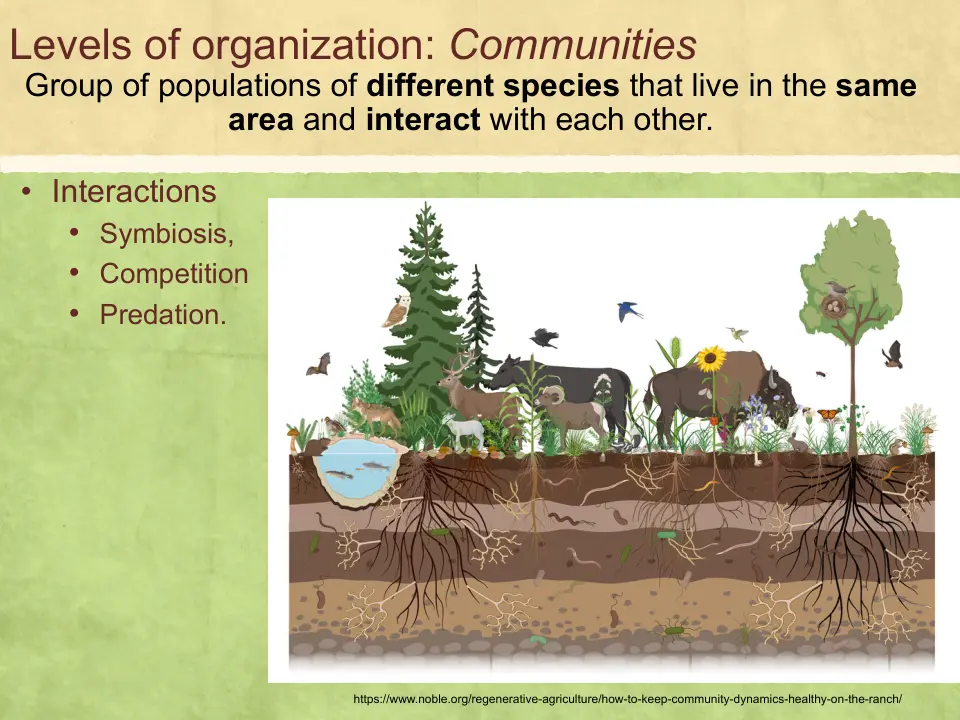 Levels of organization: Communities
Group of populations of different species that live in the same
area and interact with each other.
• Interactions
• Symbiosis,
• Competition
• Predation.
https://www.noble.org/regenerative-agriculture/how-to-keep-community-dynamics-healthy-on-the-ranch/